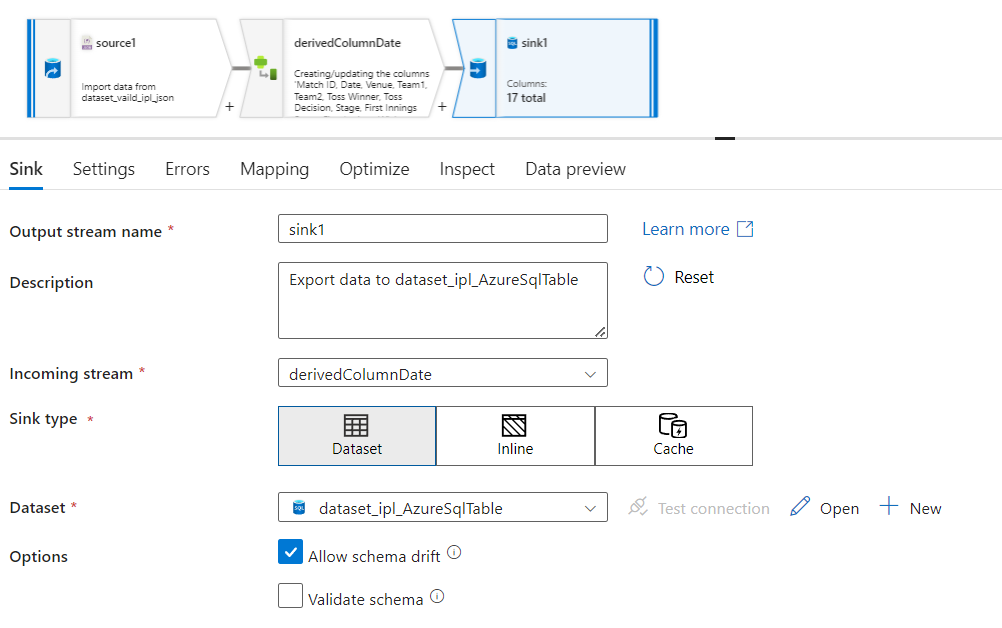 source1
Import data from
dataset_vaild_ipl_json
+
derivedColumnDate
Creating/updating the columns
'Match ID, Date, Venue, Team1,
Team2, Toss Winner, Toss
Decision, Stage, First Innings
+
sink1
Columns:
17 total
Sink
Settings
Errors
Mapping
Optimize
Inspect
Data preview
Output stream name *
sink1
Learn more
Description
Export data to dataset_ipl_AzureSqlTable
Reset
Incoming stream *
derivedColumnDate
Sink type *
Dataset
Inline
Cache
Dataset *
SQL
dataset_ipl_AzureSqlTable
Test connection
Open
New
Options
Allow schema drift
Validate schema